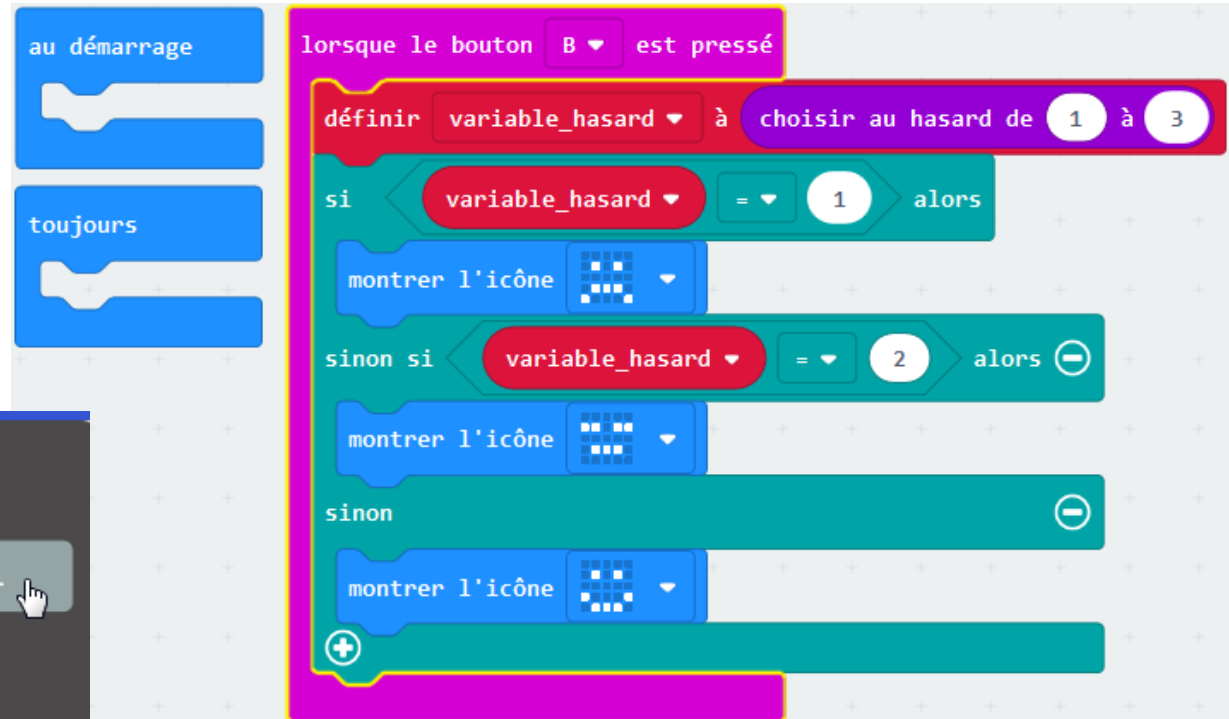 au démarrage
toujours
lorsque le bouton B est pressé
définir variable_hasard à choisir au hasard de 1 à 3
si variable_hasard = 1 alors
montrer l'icône
sinon si variable_hasard = 2 alors
montrer l'icône
sinon
montrer l'icône